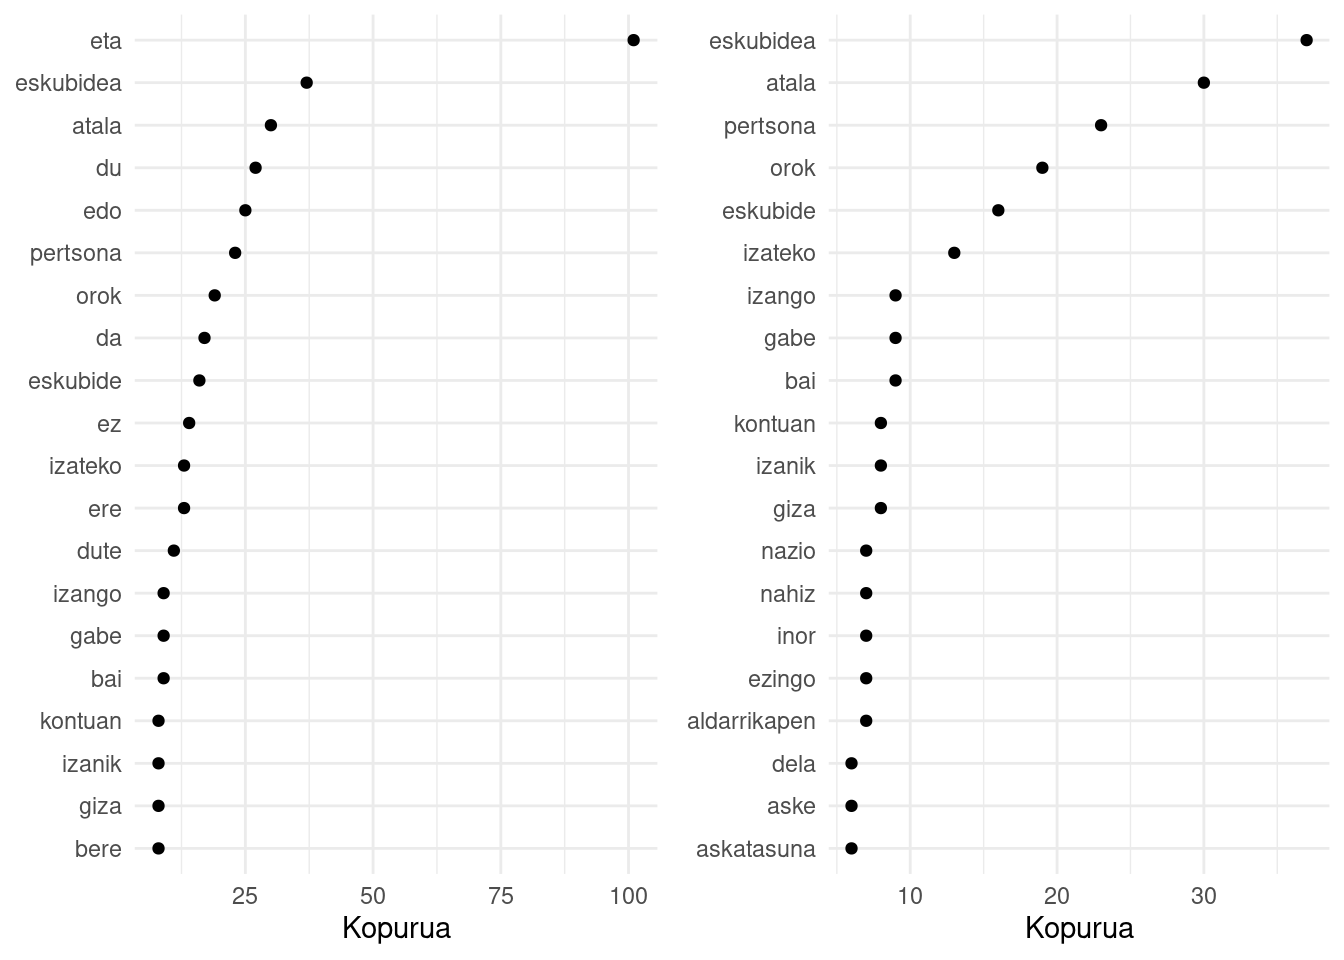 eta
eskubidea
atala
du
edo
pertsona
orok
da
eskubide
ez
izateko
ere
dute
izango
gabe
bai
kontuan
izanik
giza
bere
25 50 75 100
Kopurua
eskubidea
atala
pertsona
orok
eskubide
izateko
izango
gabe
bai
kontuan
izanik
giza
nazio
nahiz
inor
ezingo
aldarrikapen
dela
aske
askatasuna
10 20 30
Kopurua